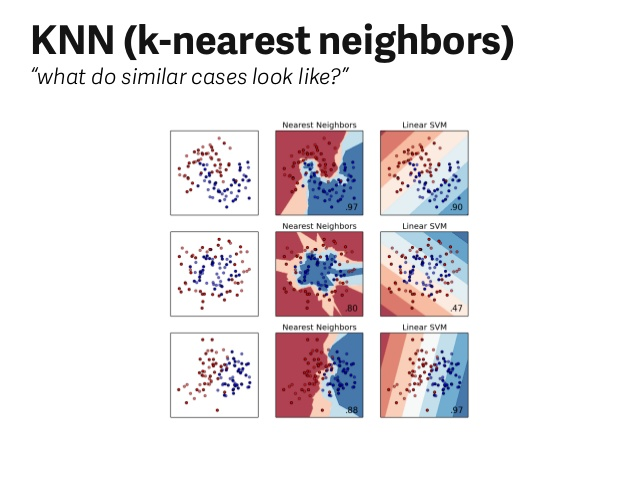 KNN (k-nearest neighbors)
“what do similar cases look like?”
Nearest Neighbors
Linear SVM
.97
.90
Nearest Neighbors
Linear SVM
.80
.47
Nearest Neighbors
Linear SVM
.88
.97